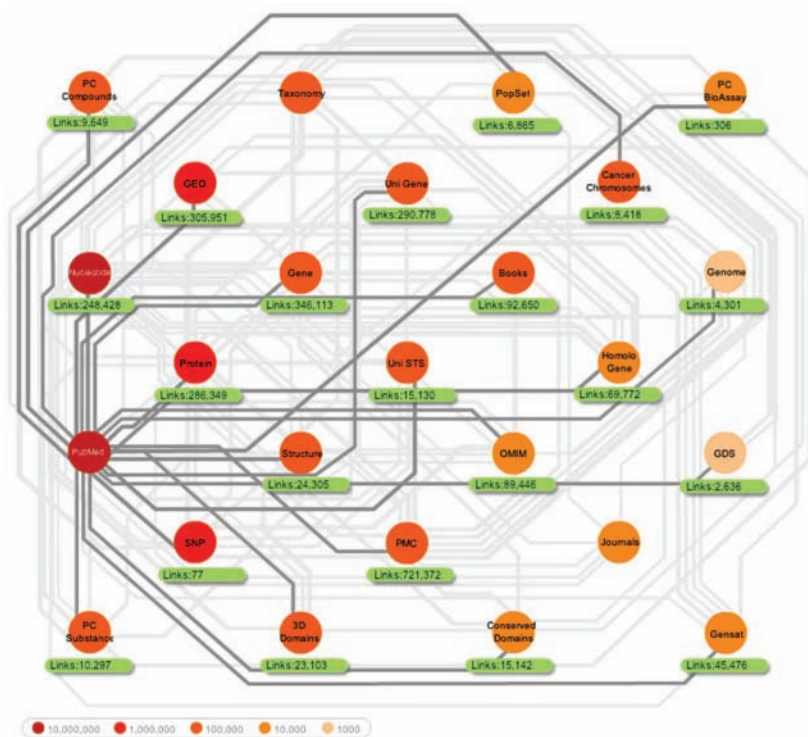 PC
Compounds
Taxonomy
PopSet
PC
BioAssay
Links:9,649
Links:6,865
Links:306
GEO
Uni Gene
Cancer
Chromosomes
Links:305,951
Links:290,778
Links:8,418
Nucleotide
Gene
Books
Genome
Links:248,428
Links:346,113
Links:92,650
Links:4,301
Protein
Uni STS
Homolo
Gene
Links:286,349
Links:15,130
Links:69,772
PubMed
Structure
OMIM
GDS
Links:24,305
Links:89,446
Links:2,636
SNP
PMC
Journals
Links:77
Links:721,372
PC
Substance
3D
Domains
Conserved
Domains
Gensat
Links:10,297
Links:23,103
Links:15,142
Links:45,476
10,000,000 1,000,000 100,000 10,000 1000